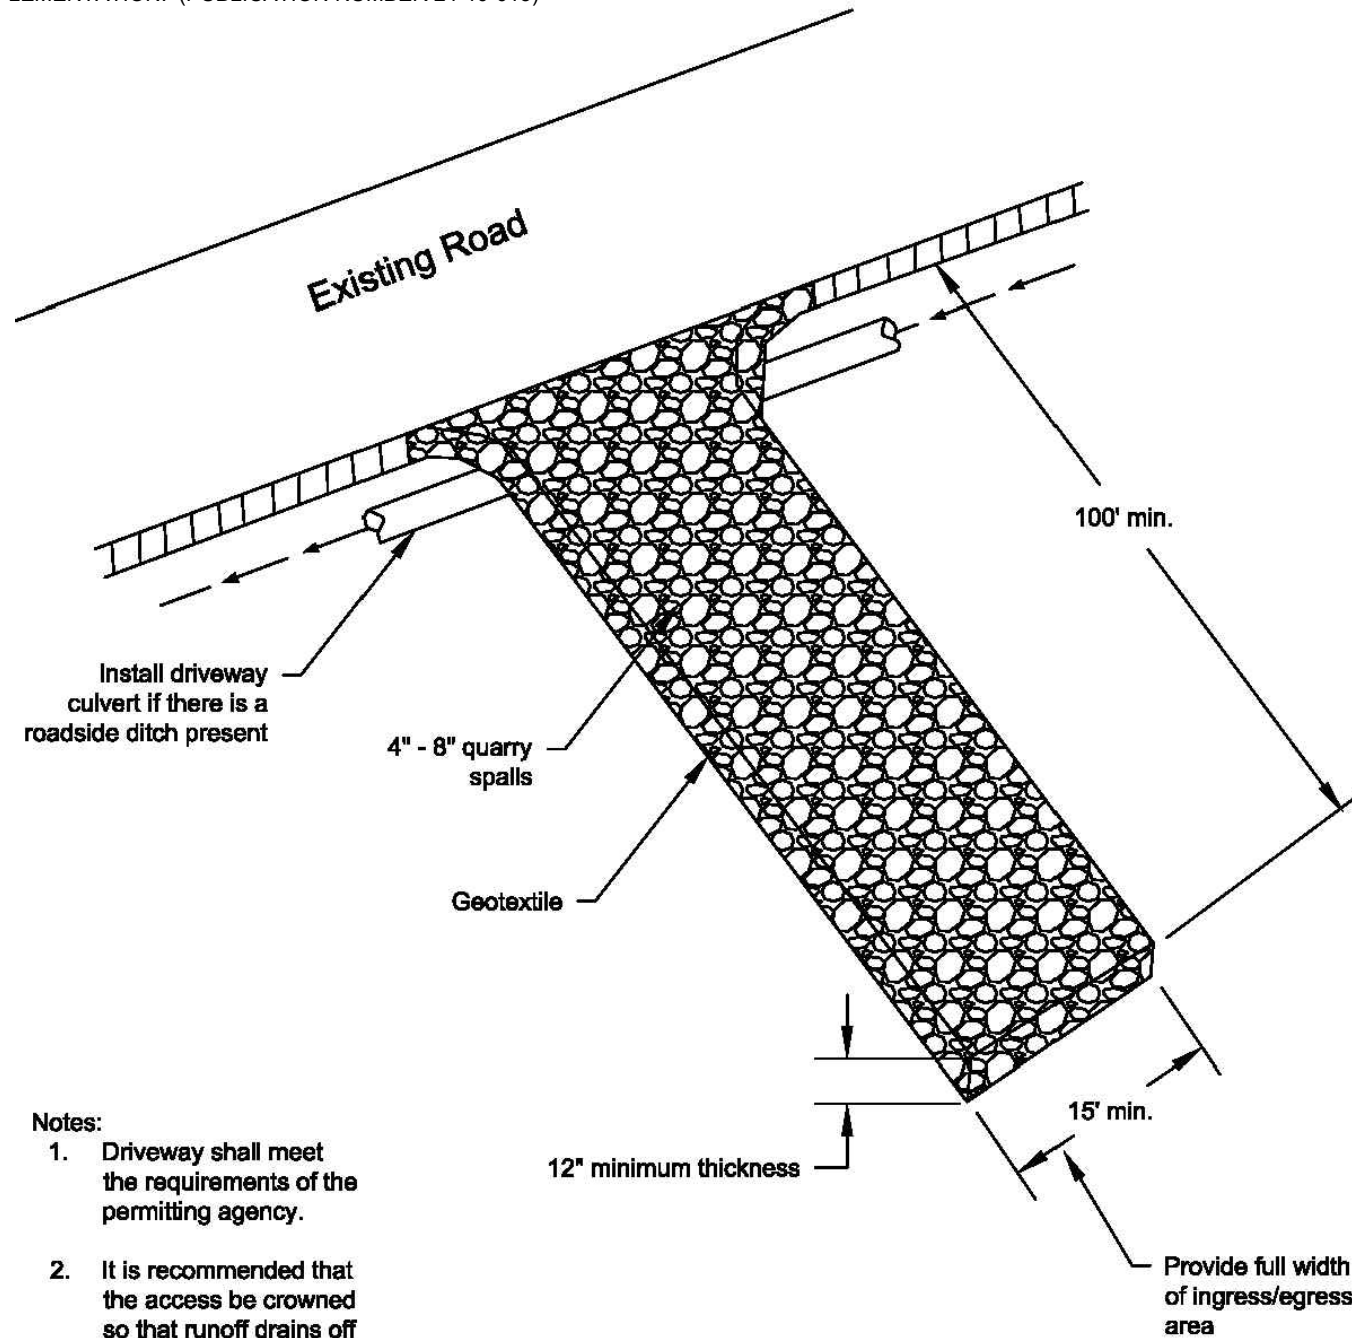 Existing Road
100' min.
Install driveway
culvert if there is a
roadside ditch present
4" - 8" quarry
spalls
Geotextile
15' min.
12" minimum thickness
Provide full width
of ingress/egress
area
Notes:
1. Driveway shall meet
the requirements of the
permitting agency.
2. It is recommended that
the access be crowned
so that runoff drains off